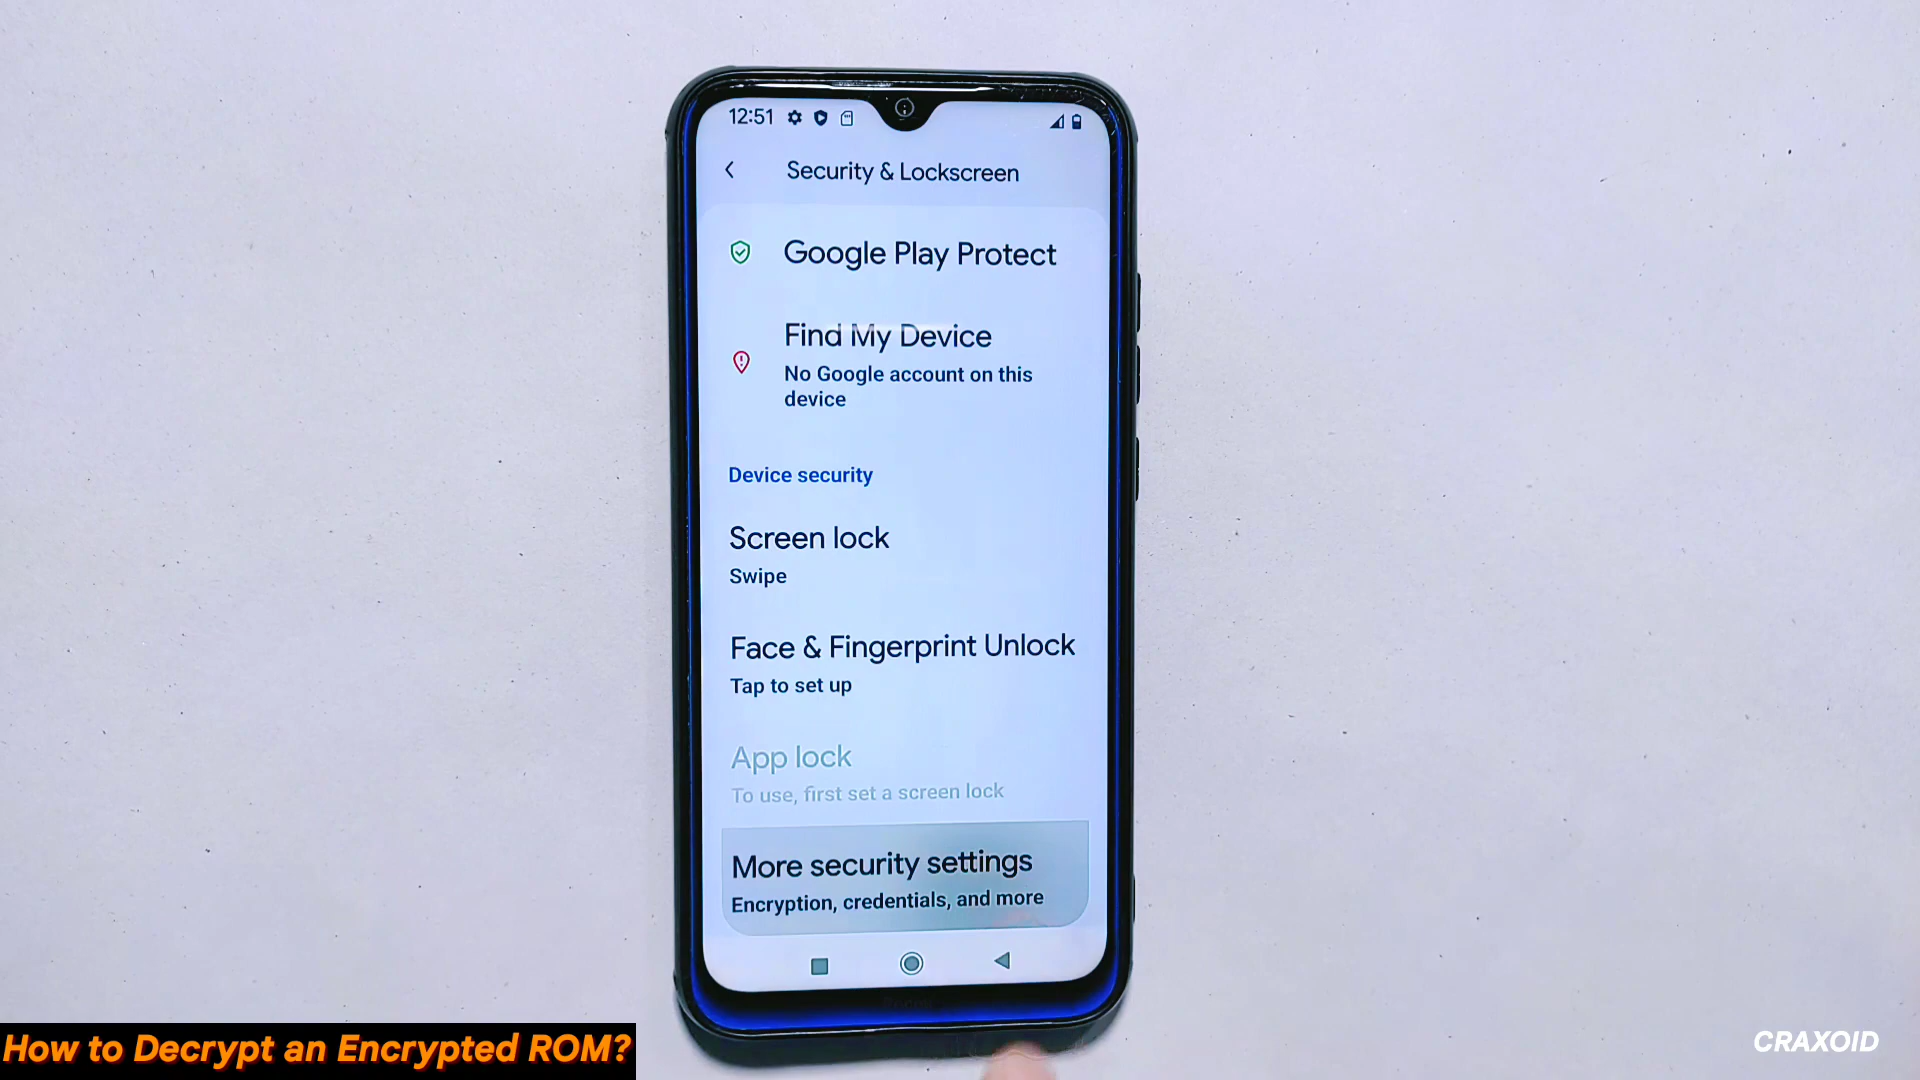 12:51
Security & Lockscreen
Google Play Protect
Find My Device
No Google account on this
device
Device security
Screen lock
Swipe
Face & Fingerprint Unlock
Tap to set up
App lock
To use, first set a screen lock
More security settings
Encryption, credentials, and more
How to Decrypt an Encrypted ROM?
CRAXOID